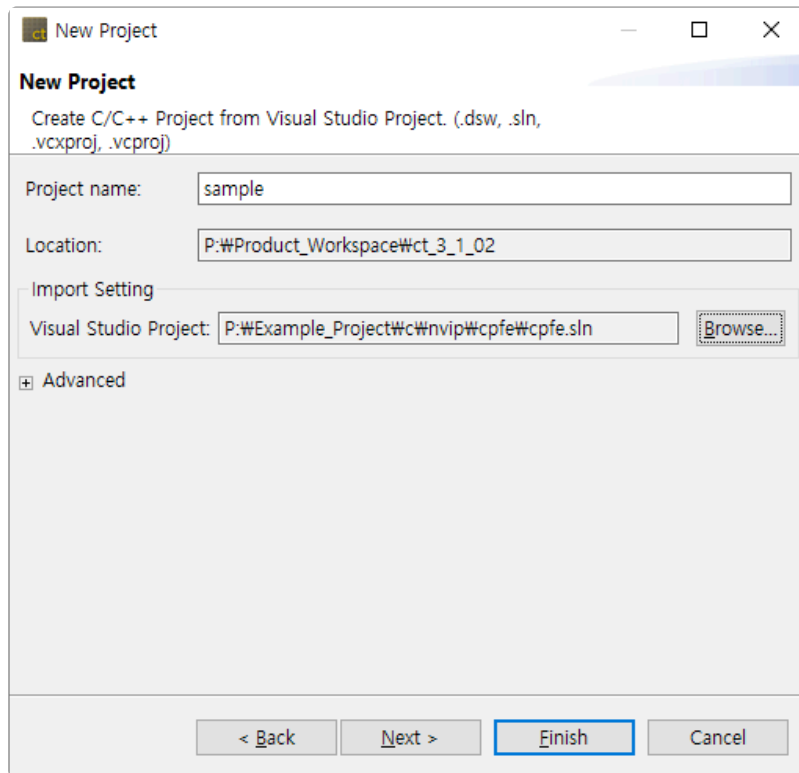 ct New Project
New Project
Create C/C++ Project from Visual Studio Project. (.dsw, .sln,
.vcxproj, .vcproj)
Project name: sample
Location: P:₩Product_Workspace₩ct_3_1_02
Import Setting
Visual Studio Project: P:₩Example_Project₩c₩nvip₩cpfe₩cpfe.sln Browse...
Advanced
< Back Next > Finish Cancel